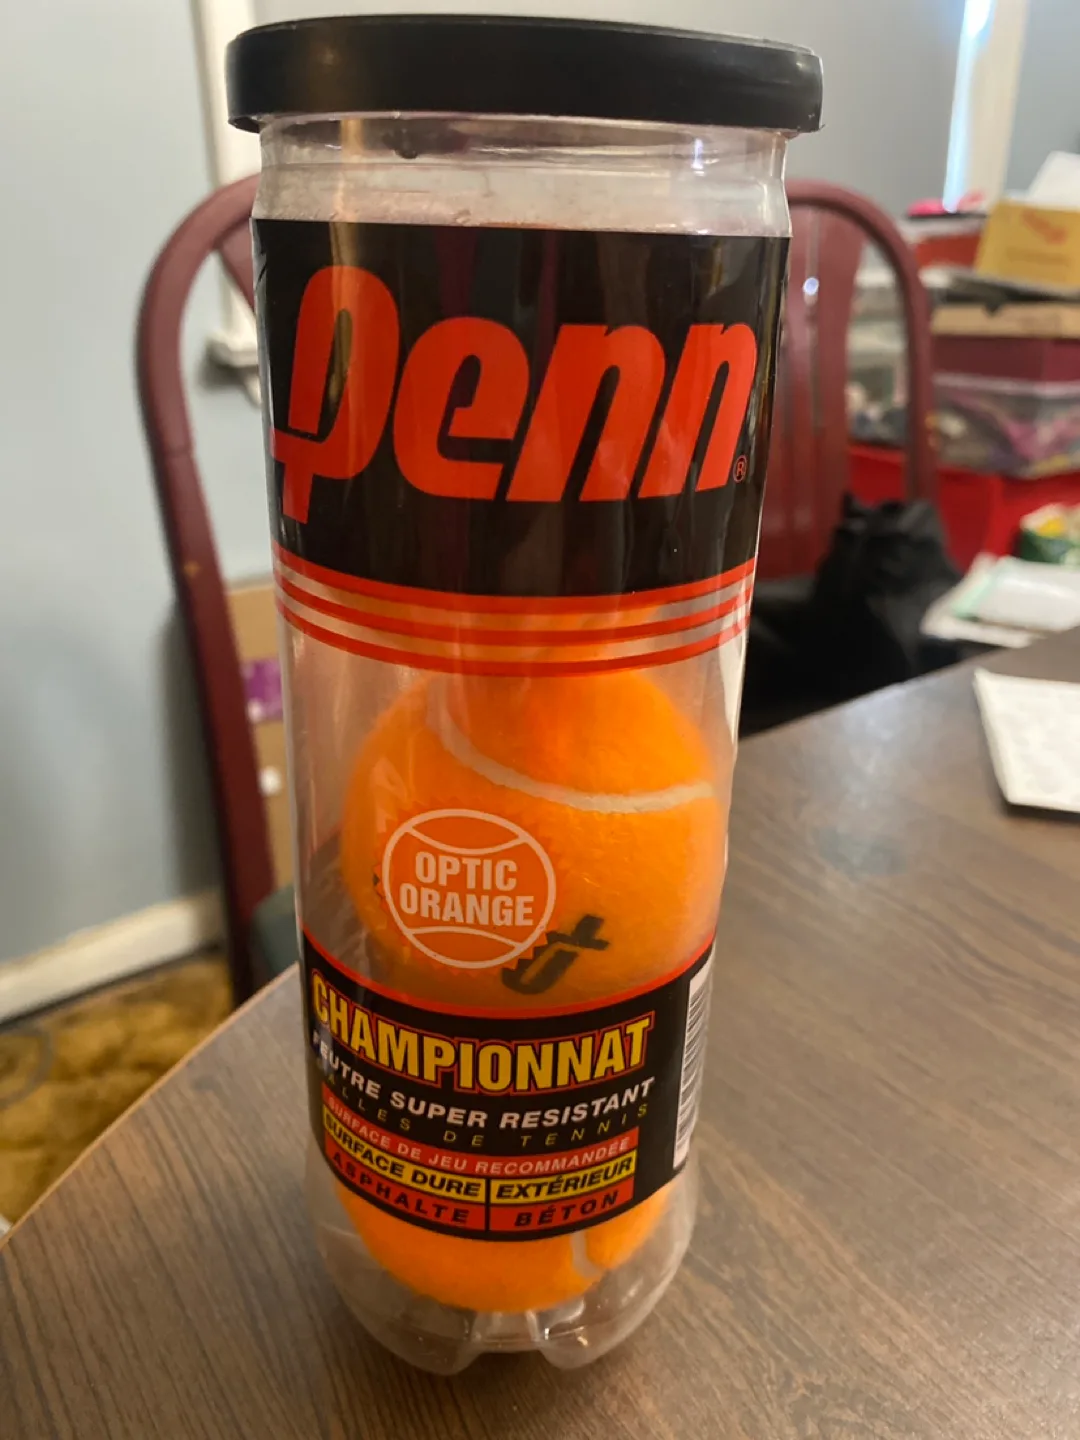 Penn®
OPTIC
ORANGE
CHAMPIONNAT
FEUTRE SUPER RESISTANT
BALLES DE TENNIS
SURFACE DE JEU RECOMMANDÉE
SURFACE DURE EXTÉRIEUR
ASPHALTE BÉTON